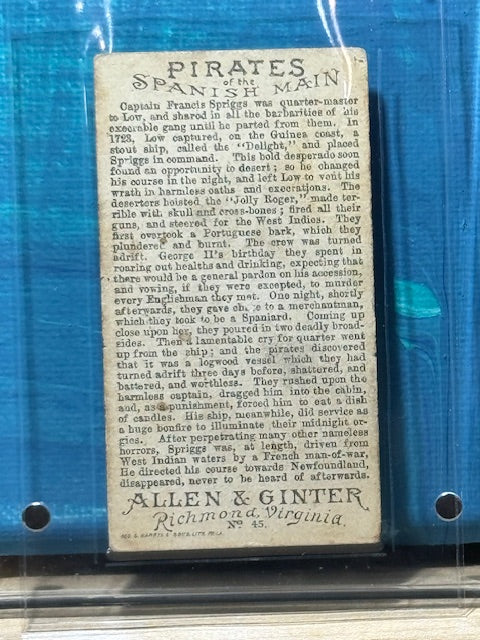 PIRATES
of the
SPANISH MAIN
Captain Francis Spriggs was quarter-master
to Low, and shared in all the barbarities of his
execrable gang until he parted from them. In
1723, Low captured, on the Guinea coast, a
stout ship, called the "Delight," and placed
Spriggs in command. This bold desperado soon
found an opportunity to desert; so he changed
his course in the night, and left Low to vent his
wrath in harmless oaths and execrations. The
deserters hoisted the "Jolly Roger," made ter-
rible with skull and cross-bones; fired all their
guns, and steered for the West Indies. They
first overtook a Portuguese bark, which they
plundered and burnt. The crew was turned
adrift. George II's birthday they spent in
roaring out healths and drinking, expecting that
there would be a general pardon on his accession,
and vowing, if they were excepted, to murder
every Englishman they met. One night, shortly
afterwards, they gave chase to a merchantman,
which they took to be a Spaniard. Coming up
close upon her, they poured in two deadly broad-
sides. Then a lamentable cry for quarter went
up from the ship; and the pirates discovered
that it was a logwood vessel which they had
turned adrift three days before, shattered, and
battered, and worthless. They rushed upon the
harmless captain, dragged him into the cabin,
and, as a punishment, forced him to eat a dish
of candles. His ship, meanwhile, did service as
a huge bonfire to illuminate their midnight or-
gies. After perpetrating many other nameless
horrors, Spriggs was, at length, driven from
West Indian waters by a French man-of-war.
He directed his course towards Newfoundland,
disappeared, never to be heard of afterwards.
ALLEN & GINTER
Richmond, Virginia.
No 45.
GEO. S. HARRIS & SONS, LITH. PHILA.